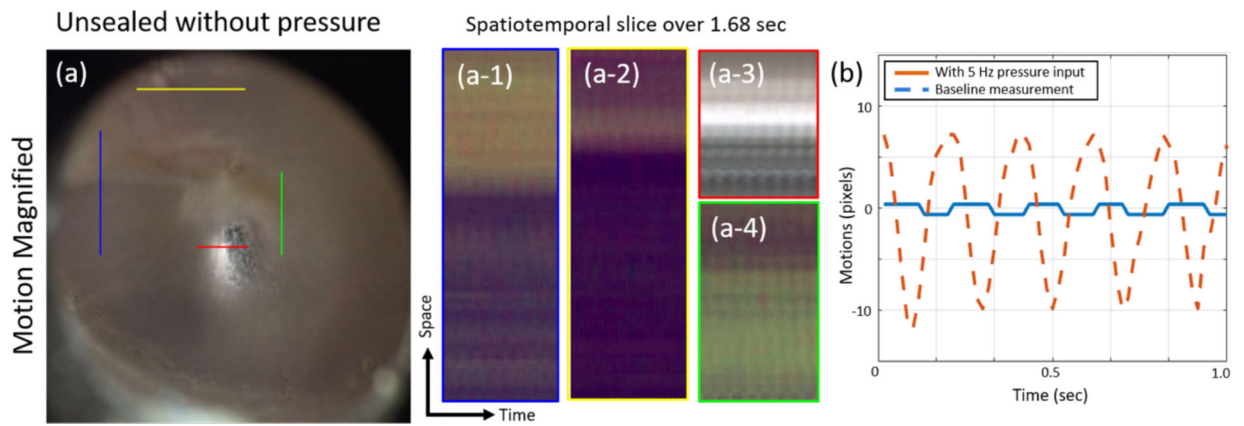 Unsealed without pressure
Spatiotemporal slice over 1.68 sec
Motion Magnified
(a)
(a-1)
(a-2)
(a-3)
(a-4)
Space
Time
(b)
With 5 Hz pressure input
Baseline measurement
Motions (pixels)
10
0
-10
0
0.5
1.0
Time (sec)